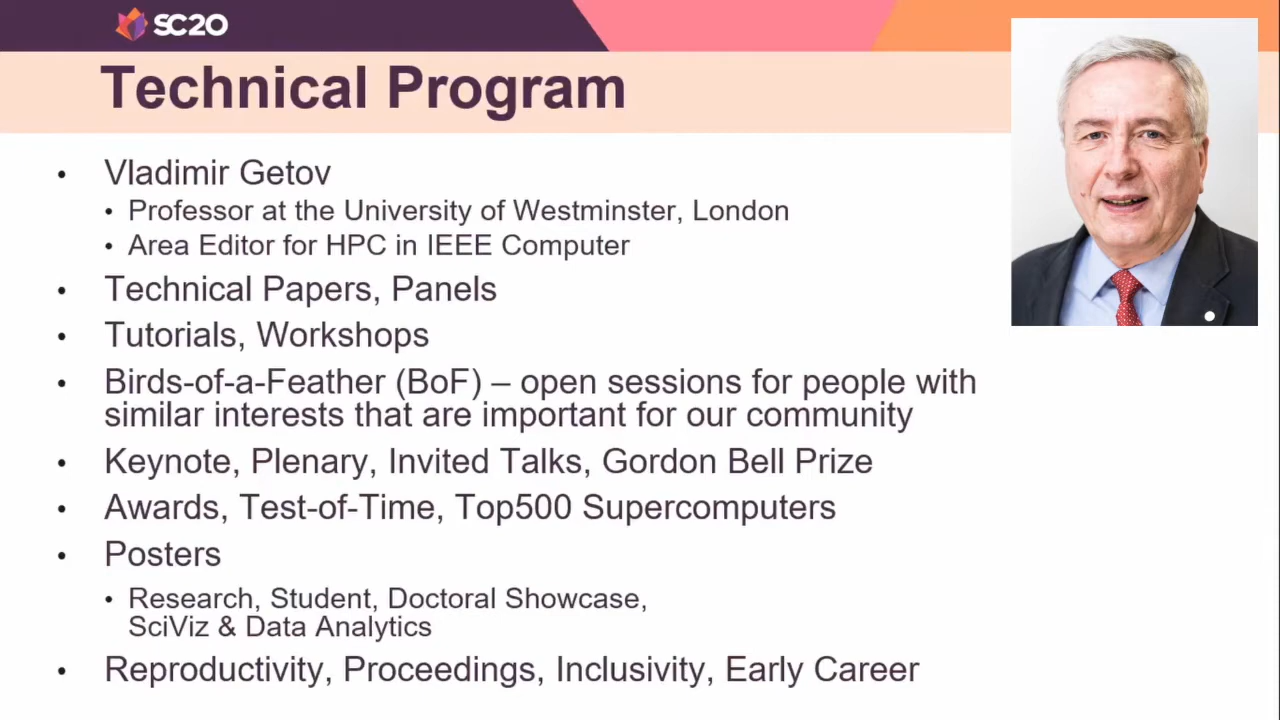 SC20
Technical Program
• Vladimir Getov
• Professor at the University of Westminster, London
• Area Editor for HPC in IEEE Computer
• Technical Papers, Panels
• Tutorials, Workshops
• Birds-of-a-Feather (BoF) – open sessions for people with
similar interests that are important for our community
• Keynote, Plenary, Invited Talks, Gordon Bell Prize
• Awards, Test-of-Time, Top500 Supercomputers
• Posters
• Research, Student, Doctoral Showcase,
SciViz & Data Analytics
• Reproductivity, Proceedings, Inclusivity, Early Career